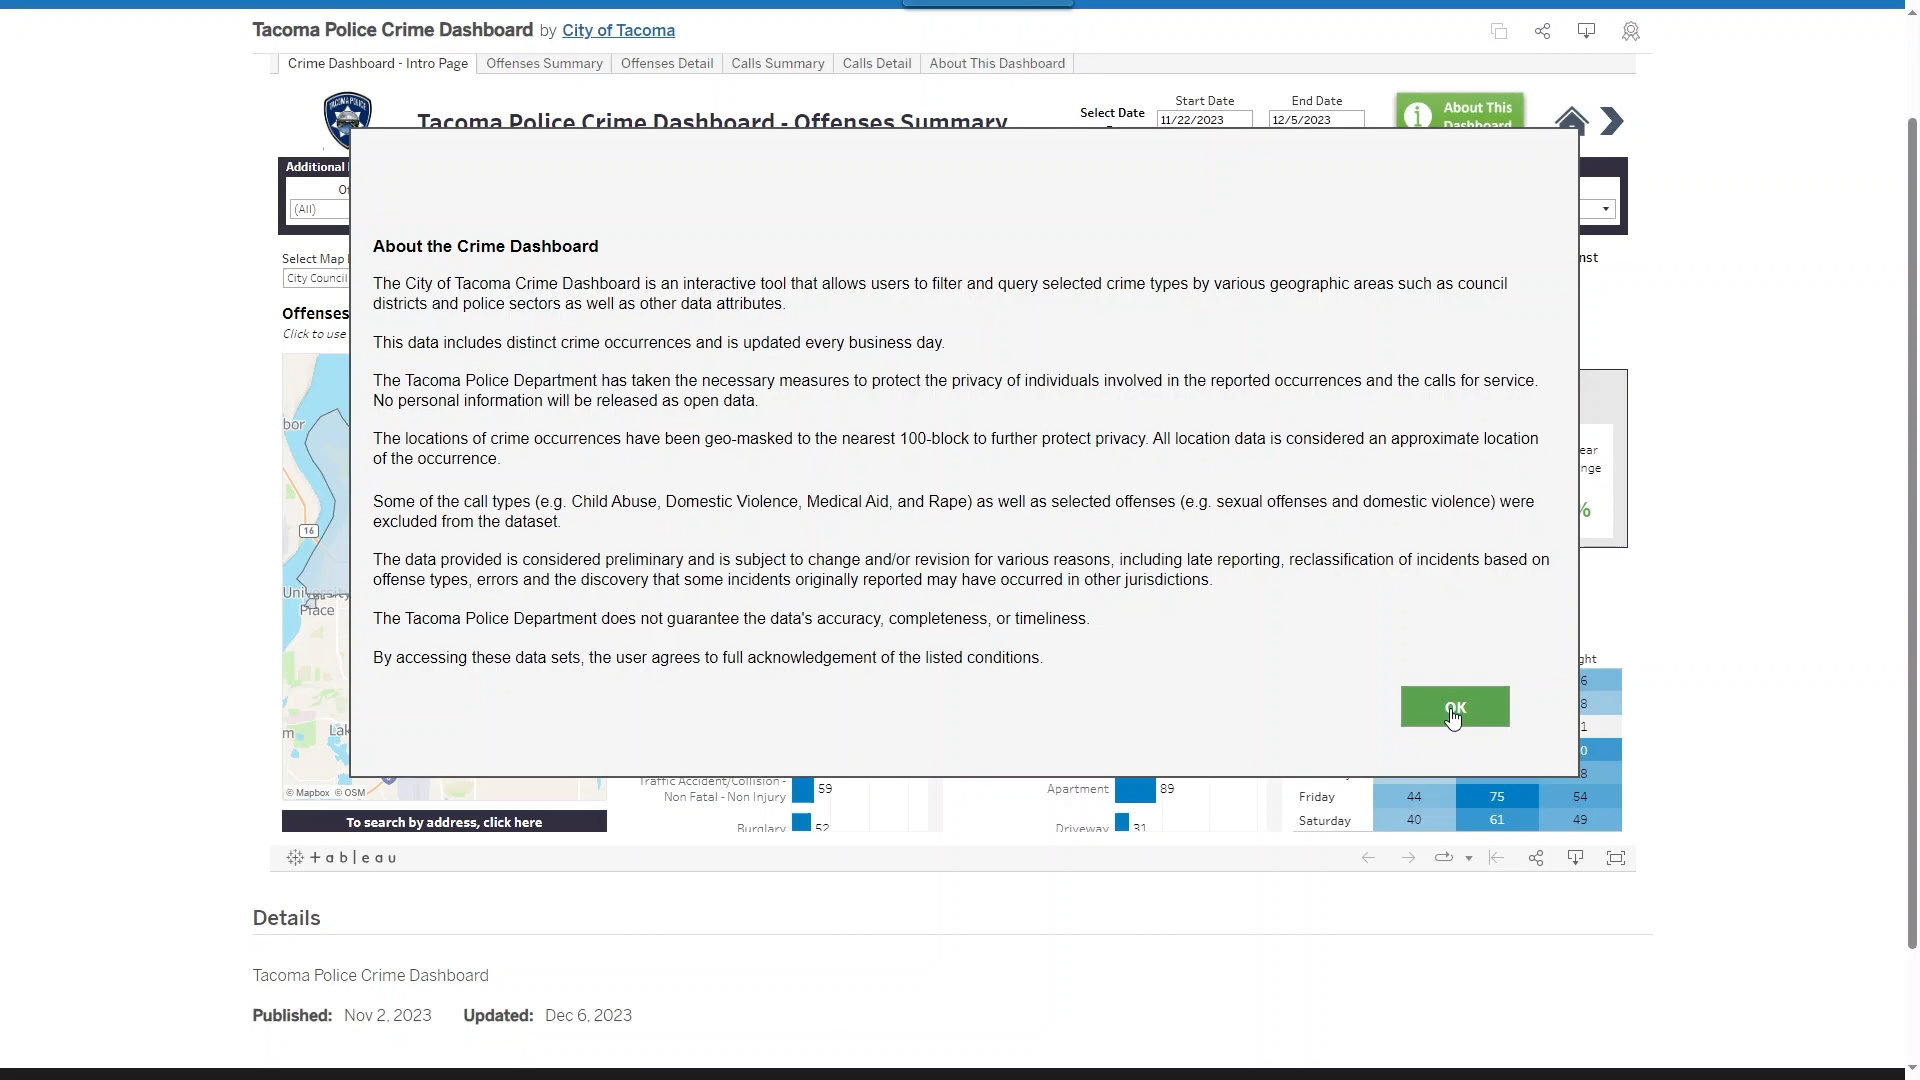 Tacoma Police Crime Dashboard by City of Tacoma
Crime Dashboard - Intro Page Offenses Summary Offenses Detail Calls Summary Calls Detail About This Dashboard
Start Date End Date
Tacoma Police Crime Dashboard - Offenses Summary
Select Date 11/22/2023 12/5/2023
About This
Dashboard
Additional
(All)
Select Map
City Council
nst
Offenses
Click to use
About the Crime Dashboard
The City of Tacoma Crime Dashboard is an interactive tool that allows users to filter and query selected crime types by various geographic areas such as council
districts and police sectors as well as other data attributes.
This data includes distinct crime occurrences and is updated every business day.
The Tacoma Police Department has taken the necessary measures to protect the privacy of individuals involved in the reported occurrences and the calls for service.
No personal information will be released as open data.
The locations of crime occurrences have been geo-masked to the nearest 100-block to further protect privacy. All location data is considered an approximate location
of the occurrence.
Some of the call types (e.g. Child Abuse, Domestic Violence, Medical Aid, and Rape) as well as selected offenses (e.g. sexual offenses and domestic violence) were
excluded from the dataset.
The data provided is considered preliminary and is subject to change and/or revision for various reasons, including late reporting, reclassification of incidents based on
offense types, errors and the discovery that some incidents originally reported may have occurred in other jurisdictions.
The Tacoma Police Department does not guarantee the data's accuracy, completeness, or timeliness.
By accessing these data sets, the user agrees to full acknowledgement of the listed conditions.
OK
bor
16
University
Place
Lak
m
ear
nge
%
ght
6
8
1
0
8
© Mapbox © OSM
To search by address, click here
Traffic Accident/Collision -
Non Fatal - Non Injury 59
Burglary 52
Apartment 89
Driveway 31
Friday 44 75 54
Saturday 40 61 49
+ableau
Details
Tacoma Police Crime Dashboard
Published: Nov 2, 2023 Updated: Dec 6, 2023